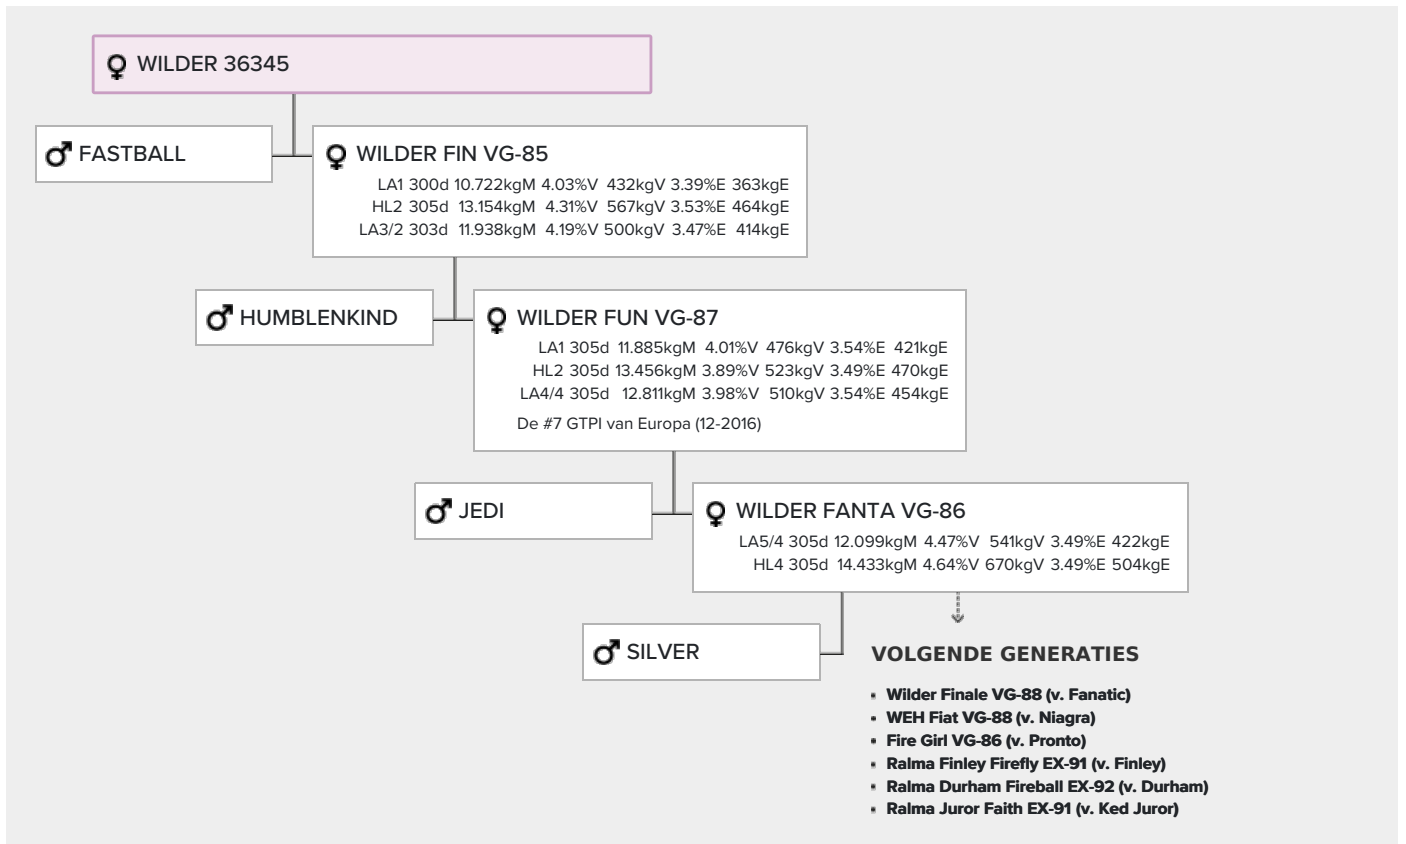 WILDER 36345
FASTBALL
WILDER FIN VG-85
LA1 300d 10.722kgM 4.03%V 432kgV 3.39%E 363kgE
HL2 305d 13.154kgM 4.31%V 567kgV 3.53%E 464kgE
LA3/2 303d 11.938kgM 4.19%V 500kgV 3.47%E 414kgE
HUMBLENKIND
WILDER FUN VG-87
LA1 305d 11.885kgM 4.01%V 476kgV 3.54%E 421kgE
HL2 305d 13.456kgM 3.89%V 523kgV 3.49%E 470kgE
LA4/4 305d 12.811kgM 3.98%V 510kgV 3.54%E 454kgE
De #7 GTPI van Europa (12-2016)
JEDI
WILDER FANTA VG-86
LA5/4 305d 12.099kgM 4.47%V 541kgV 3.49%E 422kgE
HL4 305d 14.433kgM 4.64%V 670kgV 3.49%E 504kgE
SILVER
VOLGENDE GENERATIES
▪ Wilder Finale VG-88 (v. Fanatic)
▪ WEH Fiat VG-88 (v. Niagra)
▪ Fire Girl VG-86 (v. Pronto)
▪ Ralma Finley Firefly EX-91 (v. Finley)
▪ Ralma Durham Fireball EX-92 (v. Durham)
▪ Ralma Juror Faith EX-91 (v. Ked Juror)